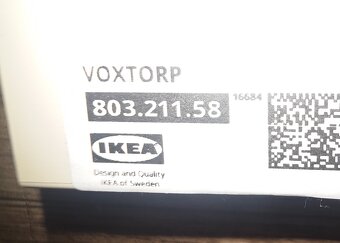 VOXTORP
803.211.58
16684
IKEA
Design and Quality
IKEA of Sweden